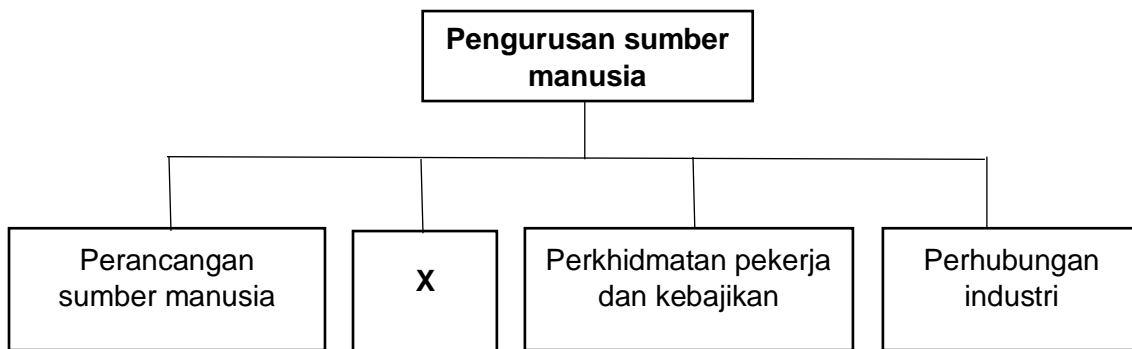 Pengurusan sumber
manusia
Perancangan
sumber manusia
X
Perkhidmatan pekerja
dan kebajikan
Perhubungan
industri